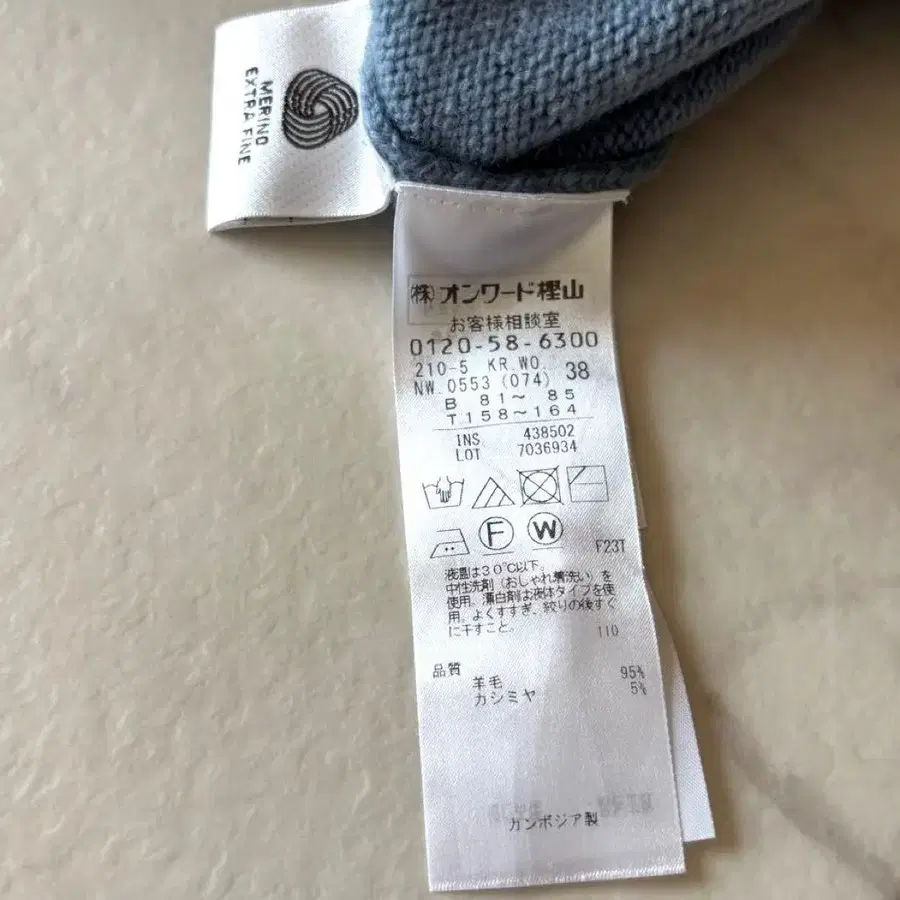 MERINO
EXTRA FINE
㈱オンワード樫山
お客様相談室
0120-58-6300
210-5 KR.WO.
NW.0553 (074) 38
B 81～ 85
T 158～164
INS 438502
LOT 7036934
F
W
F23T
液温は30℃以下。
中性洗剤（おしゃれ着洗い）を
使用。漂白剤は液体タイプを使
用。よくすすぎ、絞りの後すぐ
に干すこと。
110
品質
羊毛 95%
カシミヤ 5%
カンボジア製